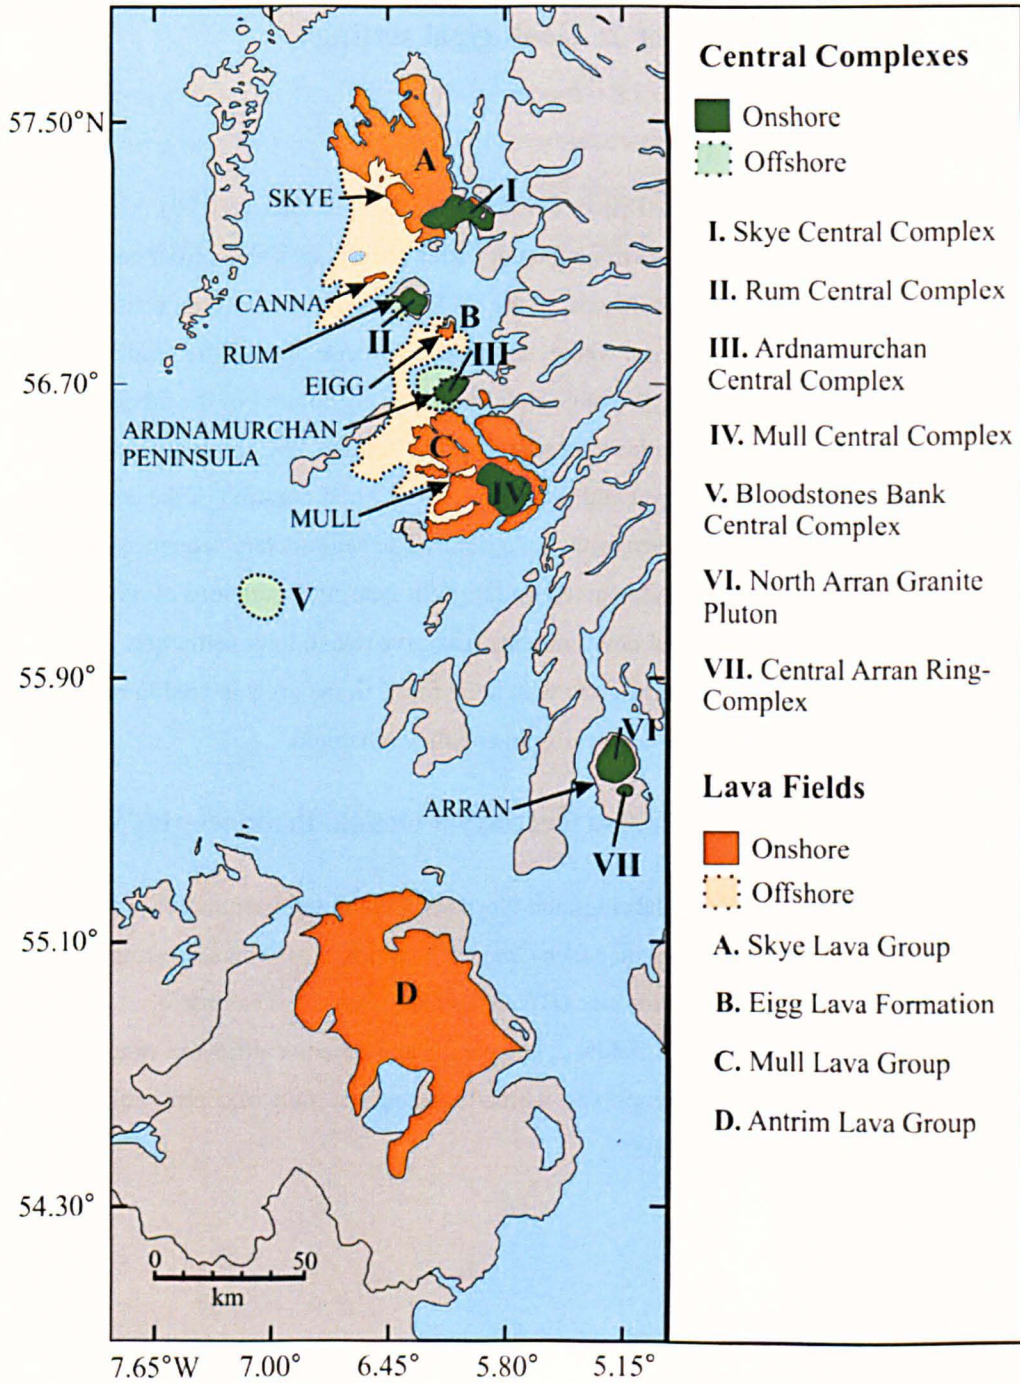 57.50°N
56.70°
55.90°
55.10°
54.30°
7.65°W
7.00°
6.45°
5.80°
5.15°
A
SKYE
I
CANNA
B
II
RUM
III
EIGG
ARDNAMURCHAN
PENINSULA
C
IV
MULL
V
VI
ARRAN
VII
D
0
50
km
Central Complexes
Onshore
Offshore
I. Skye Central Complex
II. Rum Central Complex
III. Ardnamurchan
Central Complex
IV. Mull Central Complex
V. Bloodstones Bank
Central Complex
VI. North Arran Granite
Pluton
VII. Central Arran Ring-
Complex
Lava Fields
Onshore
Offshore
A. Skye Lava Group
B. Eigg Lava Formation
C. Mull Lava Group
D. Antrim Lava Group